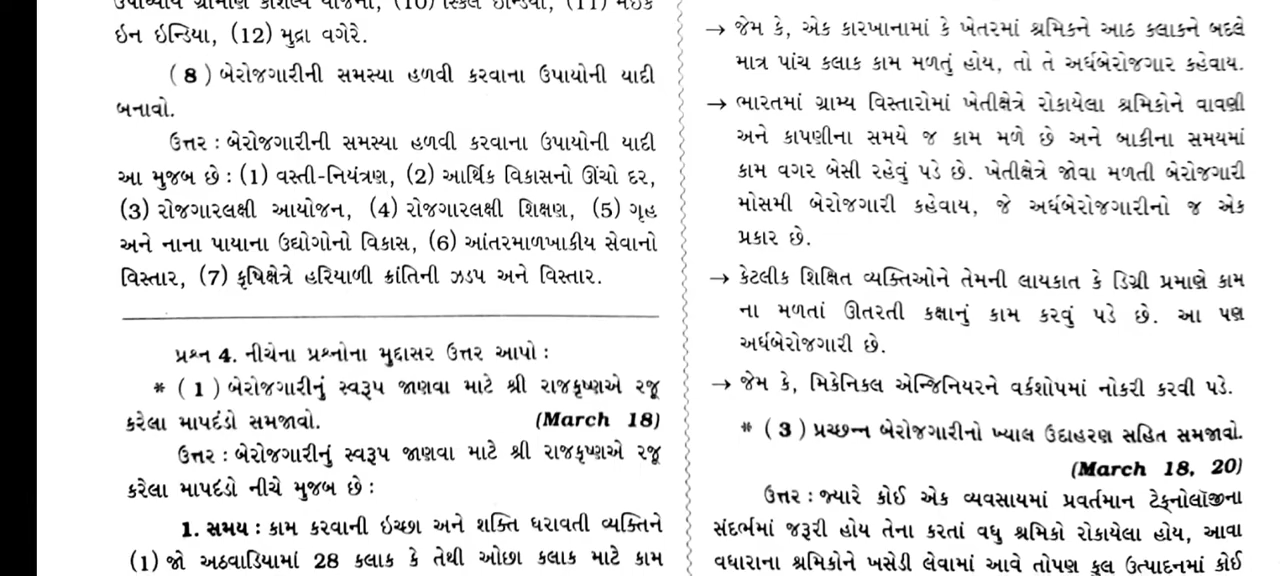 ઉપાધ્યાય ગ્રામીણ કૌશલ્ય યોજના, (10) સ્કિલ ઇન્ડિયા, (11) મેઇક
ઇન ઇન્ડિયા, (12) મુદ્રા વગેરે.
(8) બેરોજગારીની સમસ્યા હળવી કરવાના ઉપાયોની યાદી
બનાવો.
ઉત્તર : બેરોજગારીની સમસ્યા હળવી કરવાના ઉપાયોની યાદી
આ મુજબ છે : (1) વસ્તી-નિયંત્રણ, (2) આર્થિક વિકાસનો ઊંચો દર,
(3) રોજગારલક્ષી આયોજન, (4) રોજગારલક્ષી શિક્ષણ, (5) ગૃહ
અને નાના પાયાના ઉદ્યોગોનો વિકાસ, (6) આંતરમાળખાકીય સેવાનો
વિસ્તાર, (7) કૃષિક્ષેત્રે હરિયાળી ક્રાંતિની ઝડપ અને વિસ્તાર.
પ્રશ્ન 4. નીચેના પ્રશ્નોના મુદ્દાસર ઉત્તર આપો :
* (1) બેરોજગારીનું સ્વરૂપ જાણવા માટે શ્રી રાજકૃષ્ણએ રજૂ
કરેલા માપદંડો સમજાવો. (March 18)
ઉત્તર : બેરોજગારીનું સ્વરૂપ જાણવા માટે શ્રી રાજકૃષ્ણએ રજૂ
કરેલા માપદંડો નીચે મુજબ છે :
1. સમય : કામ કરવાની ઇચ્છા અને શક્તિ ધરાવતી વ્યક્તિને
(1) જો અઠવાડિયામાં 28 કલાક કે તેથી ઓછા કલાક માટે કામ
→ જેમ કે, એક કારખાનામાં કે ખેતરમાં શ્રમિકને આઠ કલાકને બદલે
માત્ર પાંચ કલાક કામ મળતું હોય, તો તે અર્ધબેરોજગાર કહેવાય.
→ ભારતમાં ગ્રામ્ય વિસ્તારોમાં ખેતીક્ષેત્રે રોકાયેલા શ્રમિકોને વાવણી
અને કાપણીના સમયે જ કામ મળે છે અને બાકીના સમયમાં
કામ વગર બેસી રહેવું પડે છે. ખેતીક્ષેત્રે જોવા મળતી બેરોજગારી
મોસમી બેરોજગારી કહેવાય, જે અર્ધબેરોજગારીનો જ એક
પ્રકાર છે.
→ કેટલીક શિક્ષિત વ્યક્તિઓને તેમની લાયકાત કે ડિગ્રી પ્રમાણે કામ
ના મળતાં ઊતરતી કક્ષાનું કામ કરવું પડે છે. આ પણ
અર્ધબેરોજગારી છે.
→ જેમ કે, મિકેનિકલ એન્જિનિયરને વર્કશોપમાં નોકરી કરવી પડે.
* (3) પ્રચ્છન્ન બેરોજગારીનો ખ્યાલ ઉદાહરણ સહિત સમજાવો.
(March 18, 20)
ઉત્તર : જ્યારે કોઈ એક વ્યવસાયમાં પ્રવર્તમાન ટેક્નોલૉજીના
સંદર્ભમાં જરૂરી હોય તેના કરતાં વધુ શ્રમિકો રોકાયેલા હોય, આવા
વધારાના શ્રમિકોને ખસેડી લેવામાં આવે તોપણ કુલ ઉત્પાદનમાં કોઈ